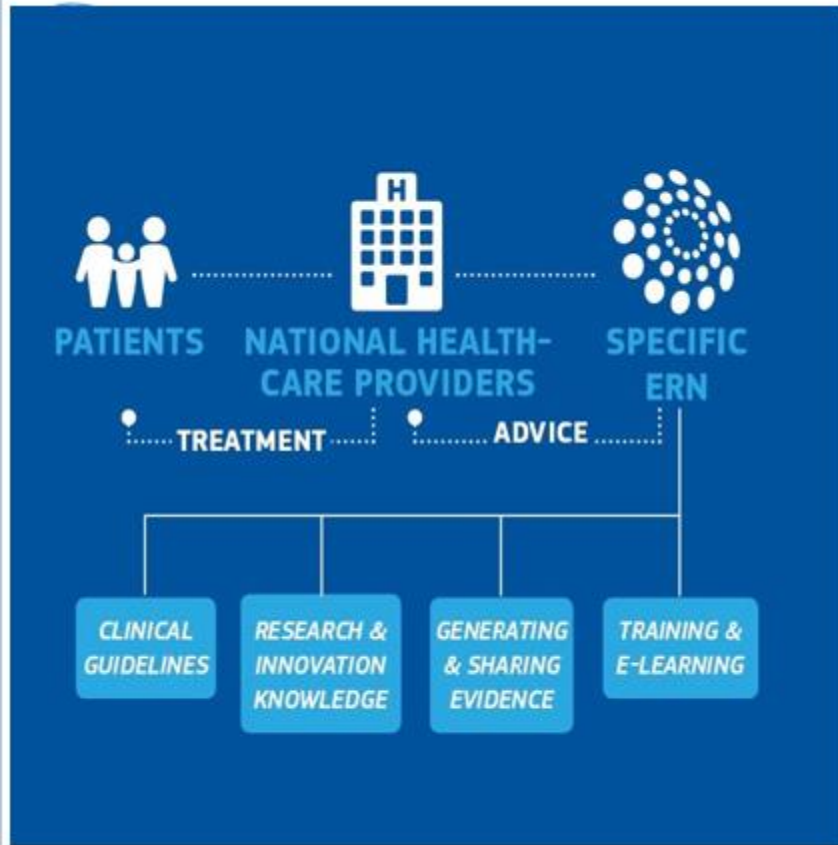 H
PATIENTS
NATIONAL HEALTH-
CARE PROVIDERS
SPECIFIC
ERN
TREATMENT
ADVICE
CLINICAL
GUIDELINES
RESEARCH &
INNOVATION
KNOWLEDGE
GENERATING
& SHARING
EVIDENCE
TRAINING &
E-LEARNING